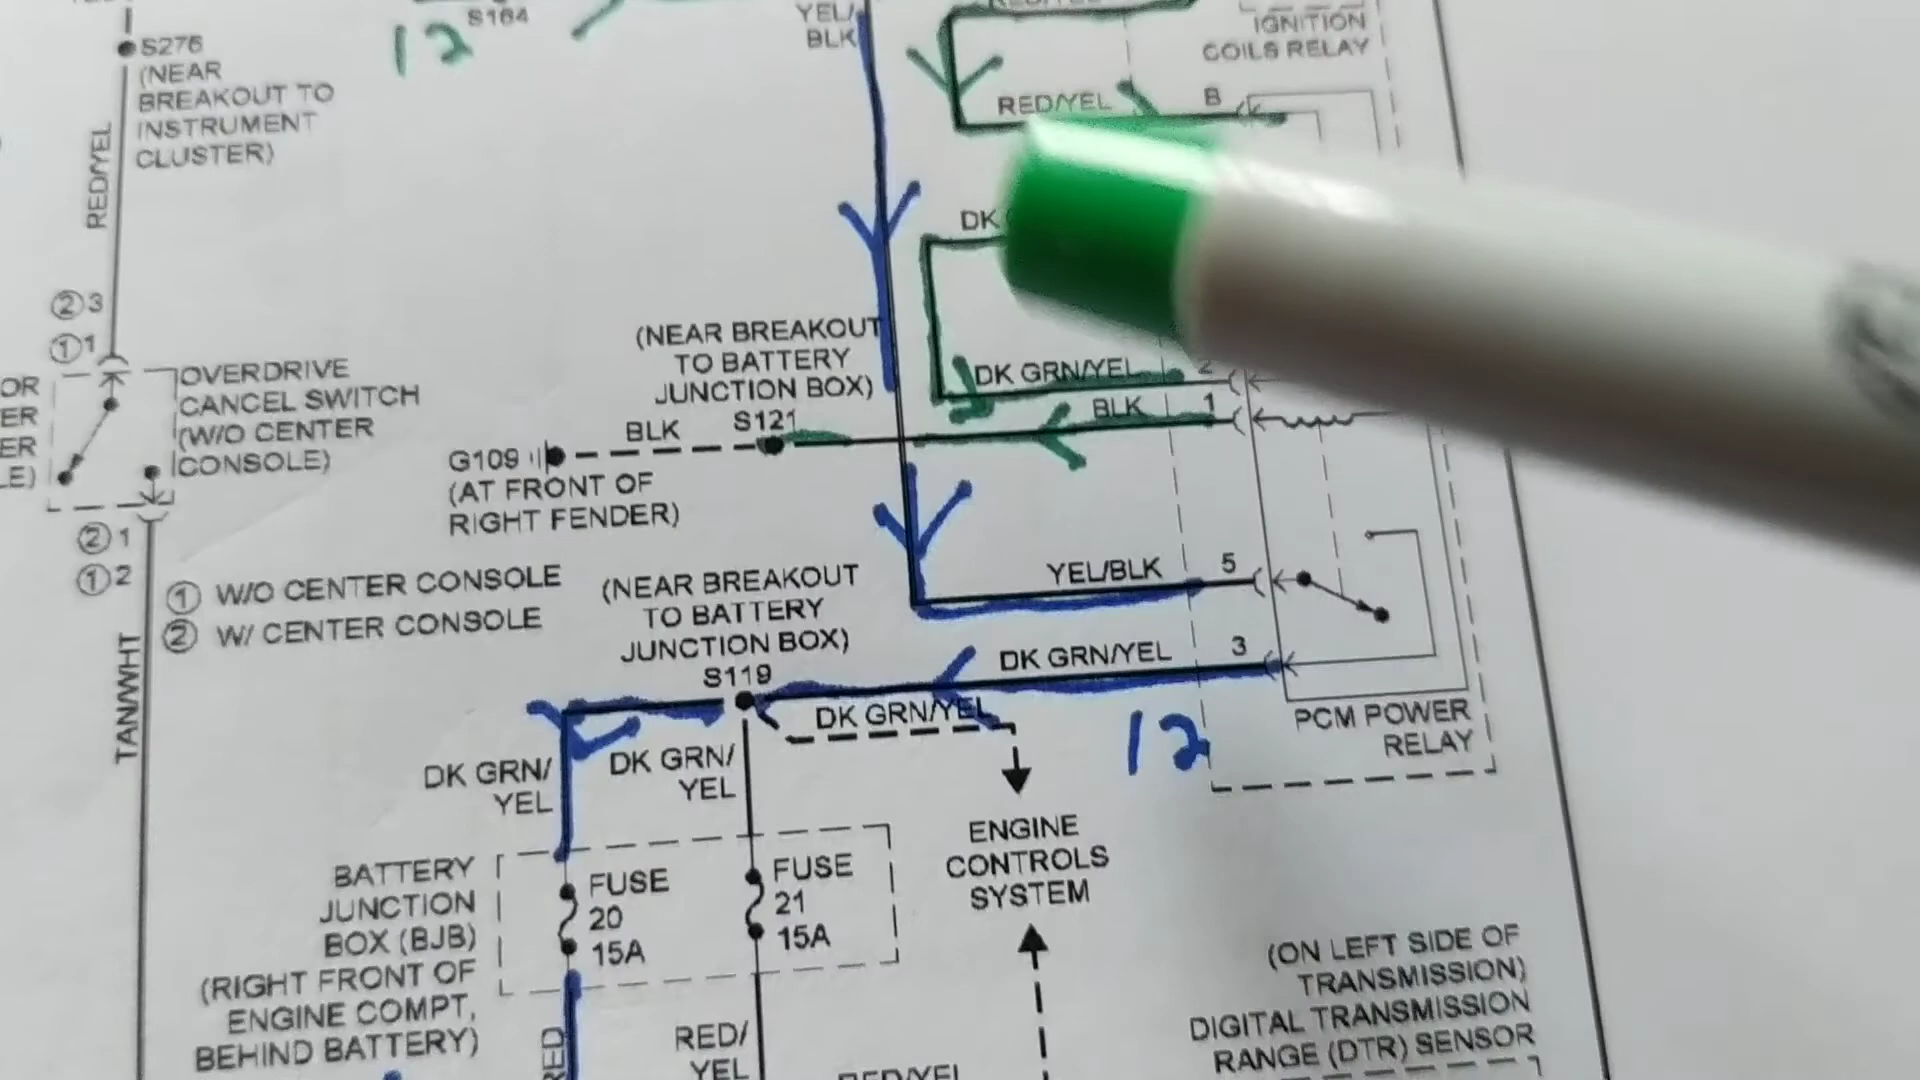 S164
12
S276
(NEAR
BREAKOUT TO
INSTRUMENT
CLUSTER)
RED/YEL
YEL/
BLK
IGNITION
COILS RELAY
RED/YEL
B
DK
②3
①1
OVERDRIVE
CANCEL SWITCH
(W/O CENTER
CONSOLE)
②1
①2
① W/O CENTER CONSOLE
② W/ CENTER CONSOLE
TAN/WHT
(NEAR BREAKOUT
TO BATTERY
JUNCTION BOX)
S121
DK GRN/YEL
2
BLK
1
BLK
G109
(AT FRONT OF
RIGHT FENDER)
(NEAR BREAKOUT
TO BATTERY
JUNCTION BOX)
S119
YEL/BLK
5
DK GRN/YEL
3
DK GRN/YEL
12
PCM POWER
RELAY
DK GRN/
YEL
DK GRN/
YEL
ENGINE
CONTROLS
SYSTEM
BATTERY
JUNCTION
BOX (BJB)
(RIGHT FRONT OF
ENGINE COMPT,
BEHIND BATTERY)
FUSE
20
15A
FUSE
21
15A
RED
RED/
YEL
RED/YEL
(ON LEFT SIDE OF
TRANSMISSION)
DIGITAL TRANSMISSION
RANGE (DTR) SENSOR